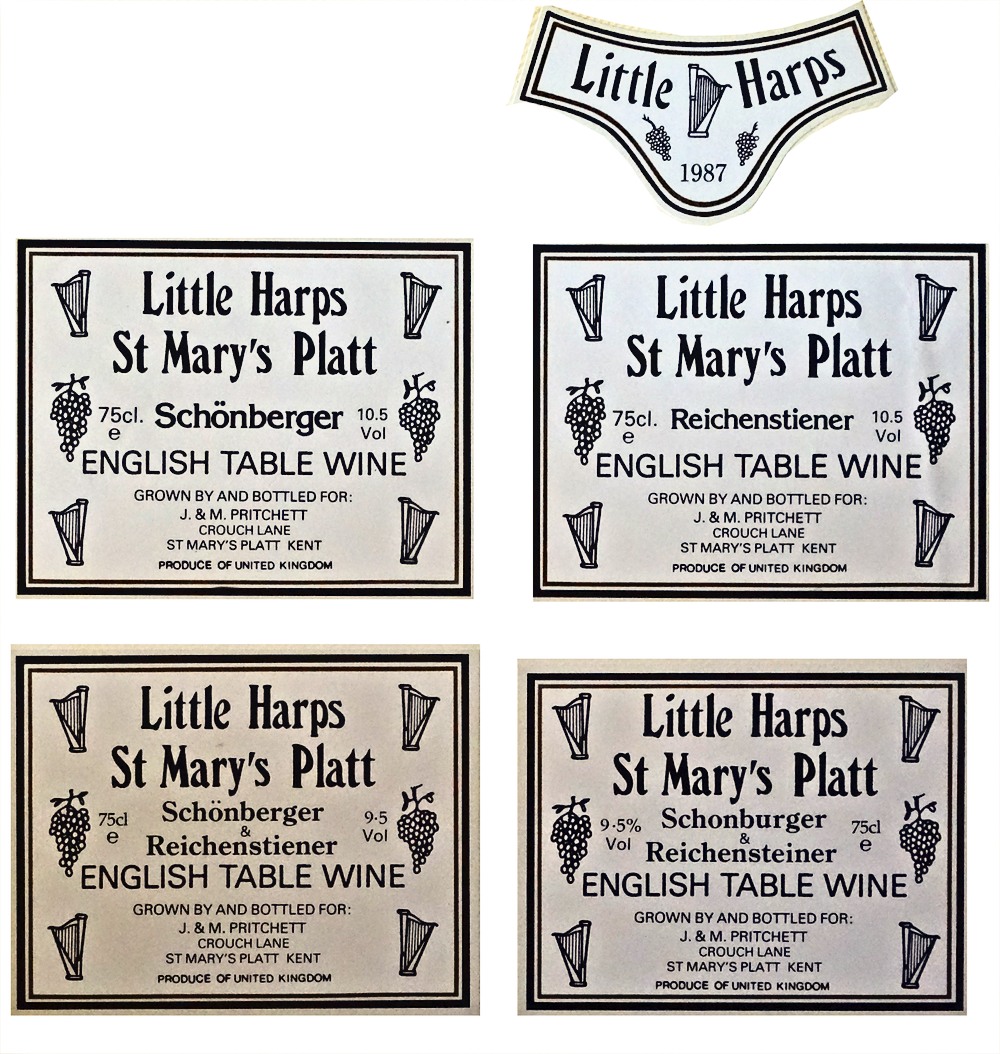 Little Harps
1987
Little Harps
St Mary's Platt
75cl. e Schönberger 10.5 Vol
ENGLISH TABLE WINE
GROWN BY AND BOTTLED FOR:
J. & M. PRITCHETT
CROUCH LANE
ST MARY'S PLATT KENT
PRODUCE OF UNITED KINGDOM
Little Harps
St Mary's Platt
75cl. e Reichenstiener 10.5 Vol
ENGLISH TABLE WINE
GROWN BY AND BOTTLED FOR:
J. & M. PRITCHETT
CROUCH LANE
ST MARY'S PLATT KENT
PRODUCE OF UNITED KINGDOM
Little Harps
St Mary's Platt
Schönberger
75cl e & 9·5 Vol
Reichenstiener
ENGLISH TABLE WINE
GROWN BY AND BOTTLED FOR:
J. & M. PRITCHETT
CROUCH LANE
ST MARY'S PLATT KENT
PRODUCE OF UNITED KINGDOM
Little Harps
St Mary's Platt
Schonburger
9·5% Vol & 75cl e
Reichensteiner
ENGLISH TABLE WINE
GROWN BY AND BOTTLED FOR:
J. & M. PRITCHETT
CROUCH LANE
ST MARY'S PLATT KENT
PRODUCE OF UNITED KINGDOM